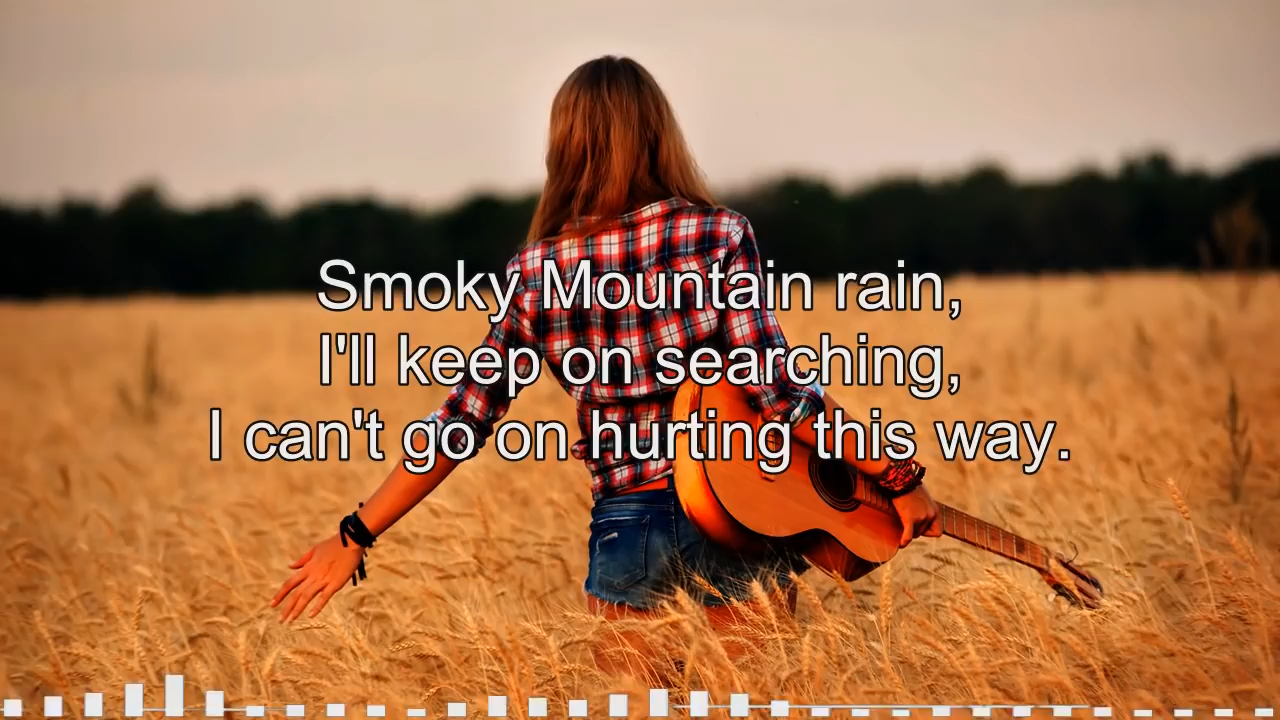 Smoky Mountain rain,
I'll keep on searching,
I can't go on hurting this way.